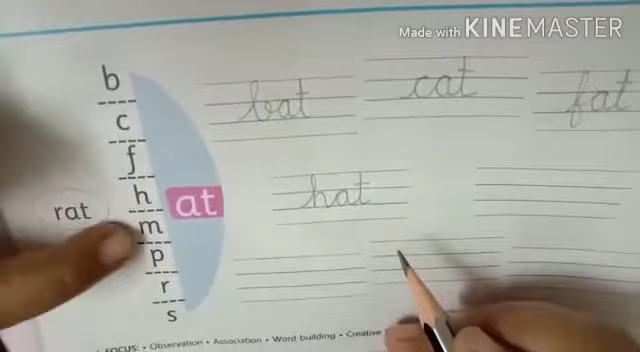 Made with KINEMASTER
b
c
f
h
m
p
r
s
rat
at
bat cat fat
hat
FOCUS: • Observation • Association • Word building • Creative